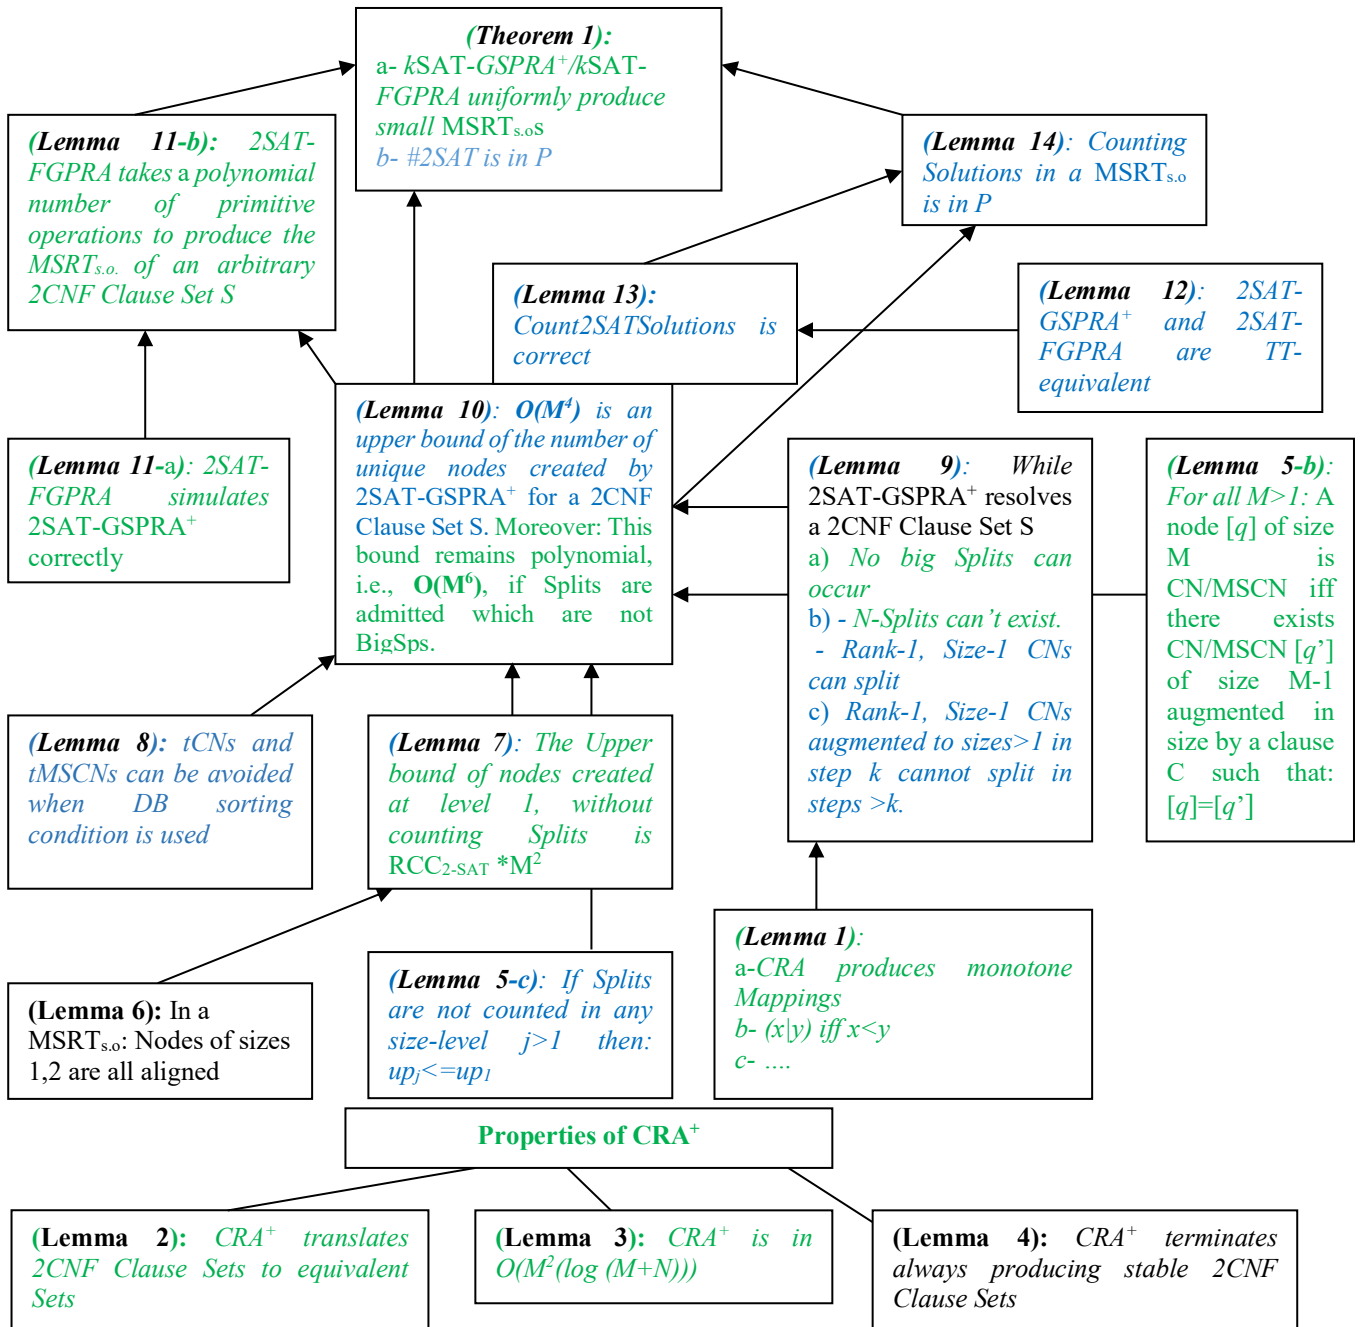 (Theorem 1):
a- kSAT-GSPRA+/kSAT-
FGPRA uniformly produce
small MSRTs.os
b- #2SAT is in P
(Lemma 11-b): 2SAT-
FGPRA takes a polynomial
number of primitive
operations to produce the
MSRTs.o. of an arbitrary
2CNF Clause Set S
(Lemma 14): Counting
Solutions in a MSRTs.o
is in P
(Lemma 13):
Count2SATSolutions is
correct
(Lemma 12): 2SAT-
GSPRA+ and 2SAT-
FGPRA are TT-
equivalent
(Lemma 11-a): 2SAT-
FGPRA simulates
2SAT-GSPRA+
correctly
(Lemma 10): O(M4) is an
upper bound of the number of
unique nodes created by
2SAT-GSPRA+ for a 2CNF
Clause Set S. Moreover: This
bound remains polynomial,
i.e., O(M6), if Splits are
admitted which are not
BigSps.
(Lemma 9): While
2SAT-GSPRA+ resolves
a 2CNF Clause Set S
a) No big Splits can
occur
b) - N-Splits can't exist.
- Rank-1, Size-1 CNs
can split
c) Rank-1, Size-1 CNs
augmented to sizes>1 in
step k cannot split in
steps >k.
(Lemma 5-b):
For all M>1: A
node [q] of size
M is
CN/MSCN iff
there exists
CN/MSCN [q']
of size M-1
augmented in
size by a clause
C such that:
[q]=[q']
(Lemma 8): tCNs and
tMSCNs can be avoided
when DB sorting
condition is used
(Lemma 7): The Upper
bound of nodes created
at level 1, without
counting Splits is
RCC2-SAT *M2
(Lemma 6): In a
MSRTs.o: Nodes of sizes
1,2 are all aligned
(Lemma 5-c): If Splits
are not counted in any
size-level j>1 then:
upj<=up1
(Lemma 1):
a-CRA produces monotone
Mappings
b- (x|y) iff x<y
c- ....
Properties of CRA+
(Lemma 2): CRA+ translates
2CNF Clause Sets to equivalent
Sets
(Lemma 3): CRA+ is in
O(M2(log (M+N)))
(Lemma 4): CRA+ terminates
always producing stable 2CNF
Clause Sets